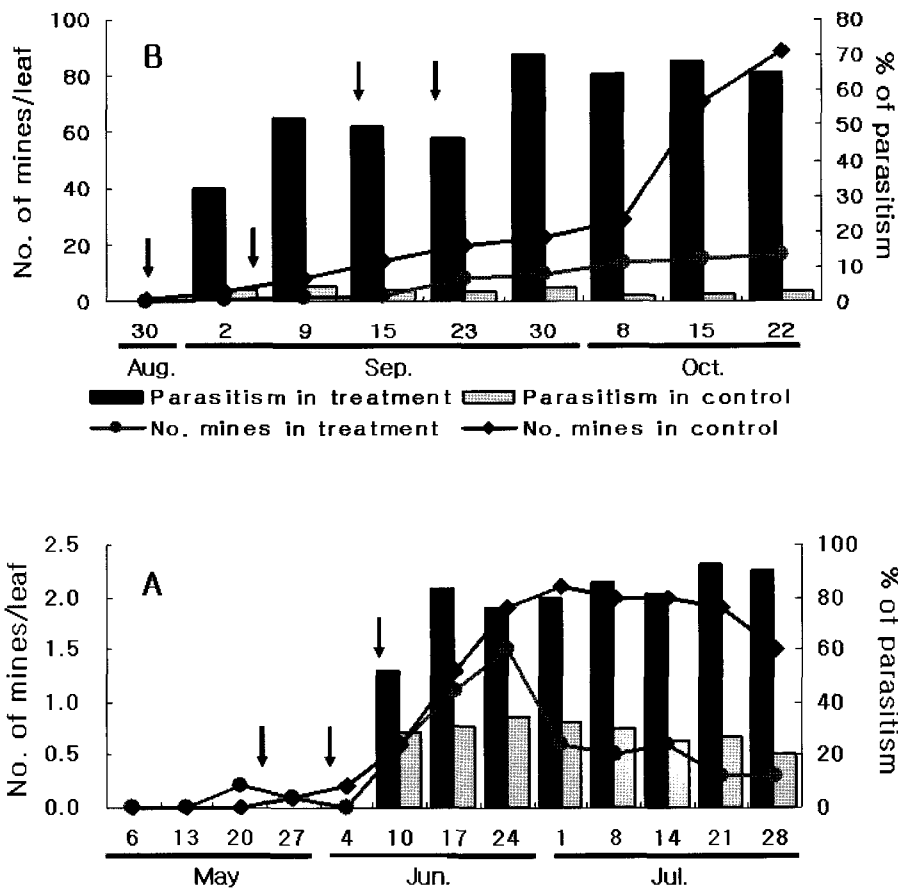 B
No. of mines/leaf
100
80
60
40
20
0
% of parasitism
80
70
60
50
40
30
20
10
0
30 2 9 15 23 30 8 15 22
Aug. Sep. Oct.
Parasitism in treatment Parasitism in control
No. mines in treatment No. mines in control
A
No. of mines/leaf
2.5
2.0
1.5
1.0
0.5
0.0
% of parasitism
100
80
60
40
20
0
6 13 20 27 4 10 17 24 1 8 14 21 28
May Jun. Jul.